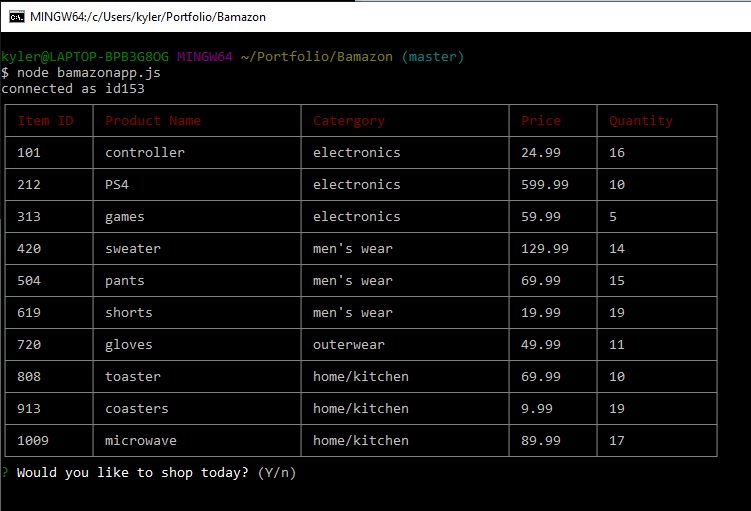 MINGW64:/c/Users/kyler/Portfolio/Bamazon
kyler@LAPTOP-BPB3G8OG MINGW64 ~/Portfolio/Bamazon (master)
$ node bamazonapp.js
connected as id153
Item ID Product Name Catergory Price Quantity
101 controller electronics 24.99 16
212 PS4 electronics 599.99 10
313 games electronics 59.99 5
420 sweater men's wear 129.99 14
504 pants men's wear 69.99 15
619 shorts men's wear 19.99 19
720 gloves outerwear 49.99 11
808 toaster home/kitchen 69.99 10
913 coasters home/kitchen 9.99 19
1009 microwave home/kitchen 89.99 17
? Would you like to shop today? (Y/n)